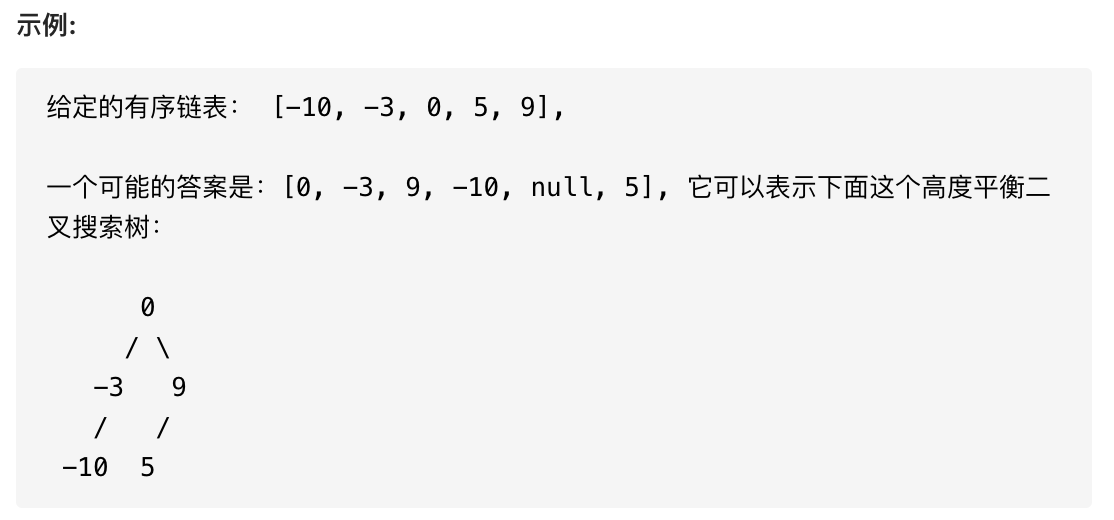 示例:
给定的有序链表： [-10, -3, 0, 5, 9],
一个可能的答案是：[0, -3, 9, -10, null, 5], 它可以表示下面这个高度平衡二
叉搜索树：
0
/ \
-3 9
/ /
-10 5